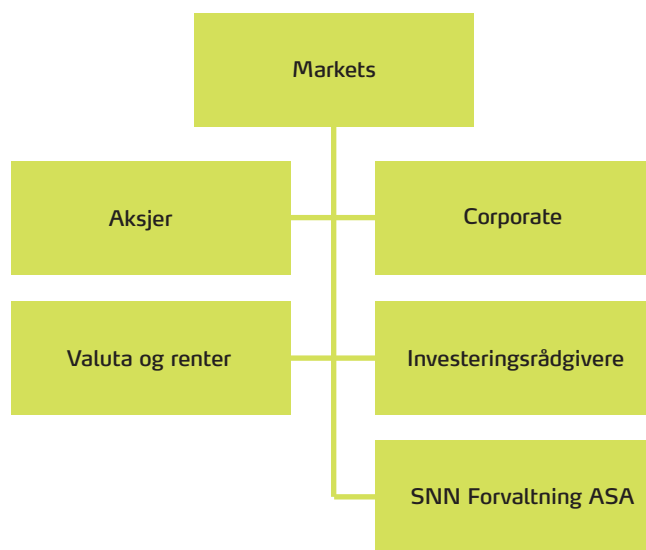 Markets
Aksjer
Corporate
Valuta og renter
Investeringsrådgivere
SNN Forvaltning ASA